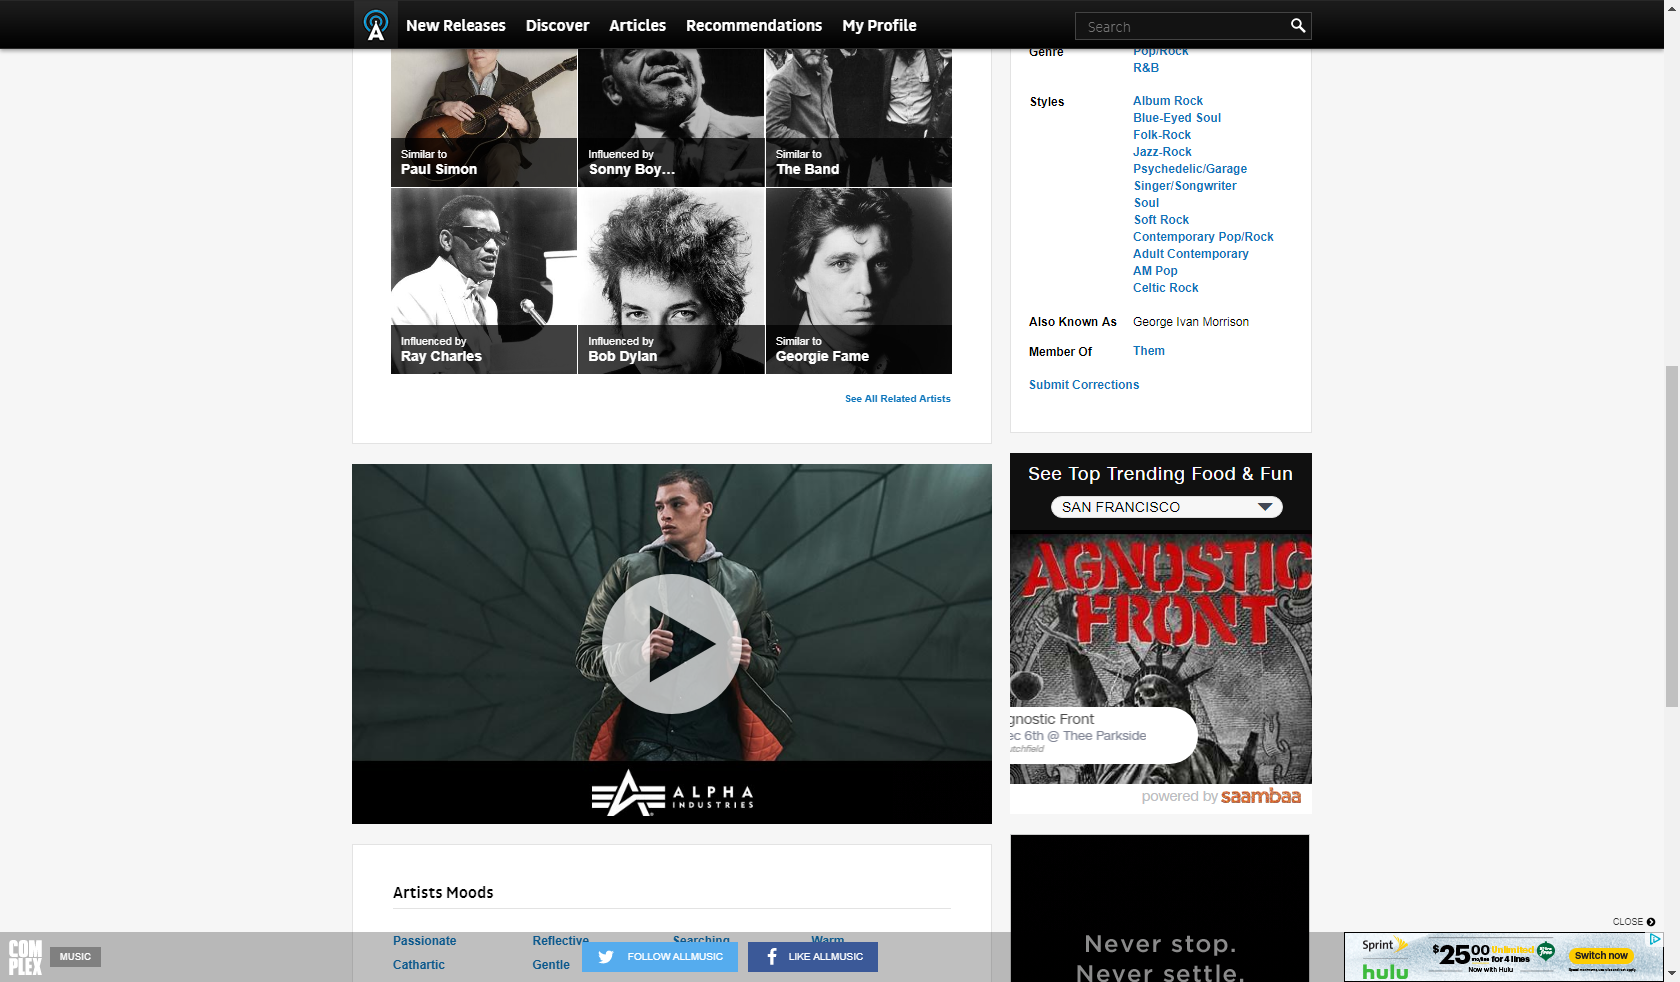 New Releases
Discover
Articles
Recommendations
My Profile
Search
Similar to
Paul Simon
Influenced by
Sonny Boy...
Similar to
The Band
Influenced by
Ray Charles
Influenced by
Bob Dylan
Similar to
Georgie Fame
See All Related Artists
Genre
Pop/Rock
R&B
Styles
Album Rock
Blue-Eyed Soul
Folk-Rock
Jazz-Rock
Psychedelic/Garage
Singer/Songwriter
Soul
Soft Rock
Contemporary Pop/Rock
Adult Contemporary
AM Pop
Celtic Rock
Also Known As
George Ivan Morrison
Member Of
Them
Submit Corrections
ALPHA
INDUSTRIES
See Top Trending Food & Fun
SAN FRANCISCO
AGNOSTIC
FRONT
gnostic Front
ec 6th @ Thee Parkside
utchfield
powered by saambaa
Artists Moods
Passionate
Reflective
Searching
Warm
Cathartic
Gentle
COMPLEX
MUSIC
FOLLOW ALLMUSIC
LIKE ALLMUSIC
Never stop.
Never settle.
CLOSE
Sprint
hulu
$25.00
Unlimited
for 4 lines
Now with Hulu
Switch now